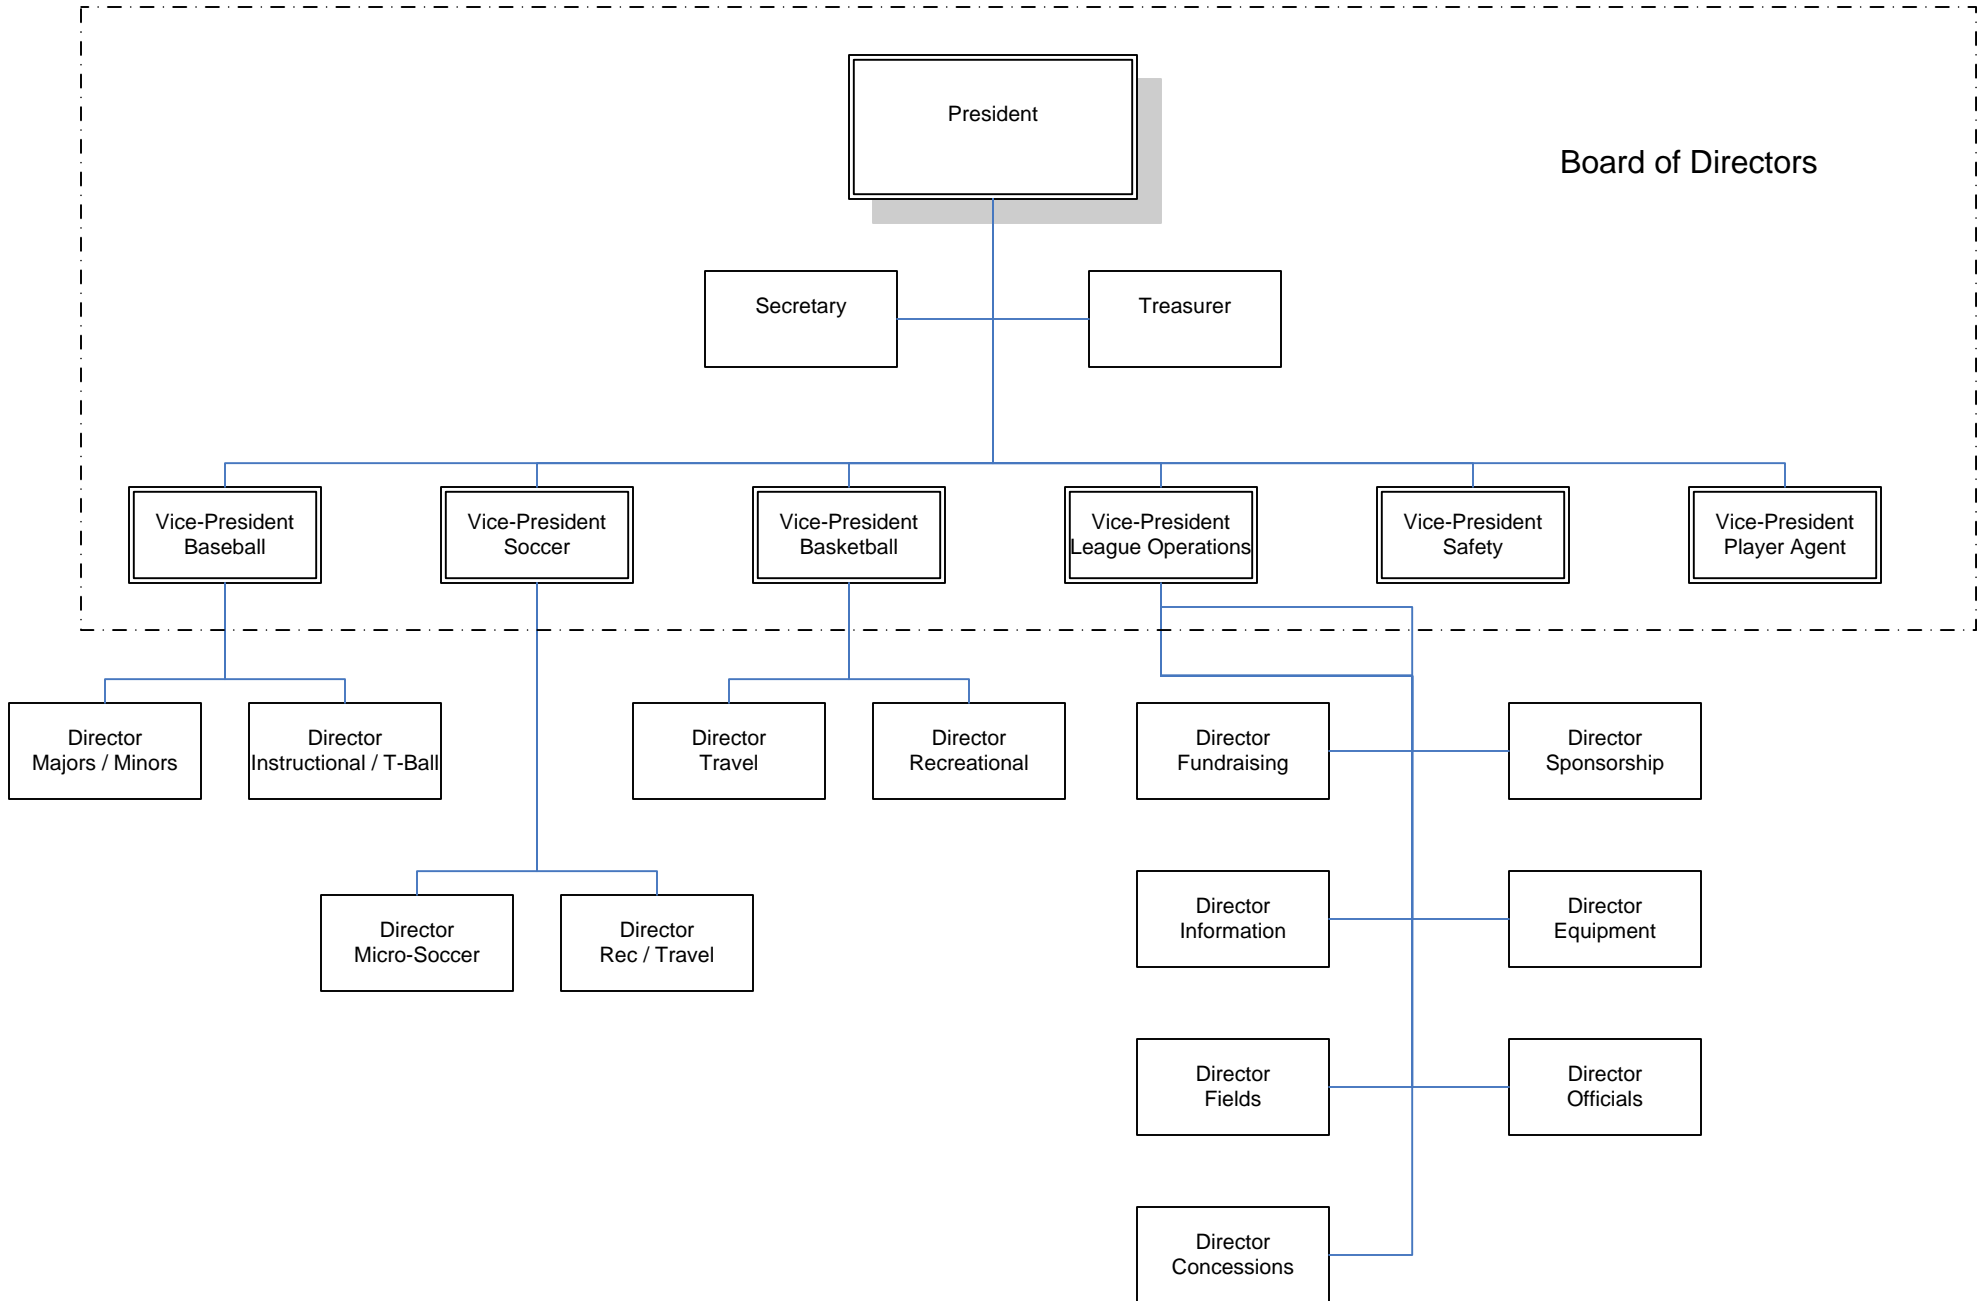 President
Board of Directors
Secretary
Treasurer
Vice-President
Baseball
Vice-President
Soccer
Vice-President
Basketball
Vice-President
League Operations
Vice-President
Safety
Vice-President
Player Agent
Director
Majors / Minors
Director
Instructional / T-Ball
Director
Travel
Director
Recreational
Director
Fundraising
Director
Sponsorship
Director
Micro-Soccer
Director
Rec / Travel
Director
Information
Director
Equipment
Director
Fields
Director
Officials
Director
Concessions